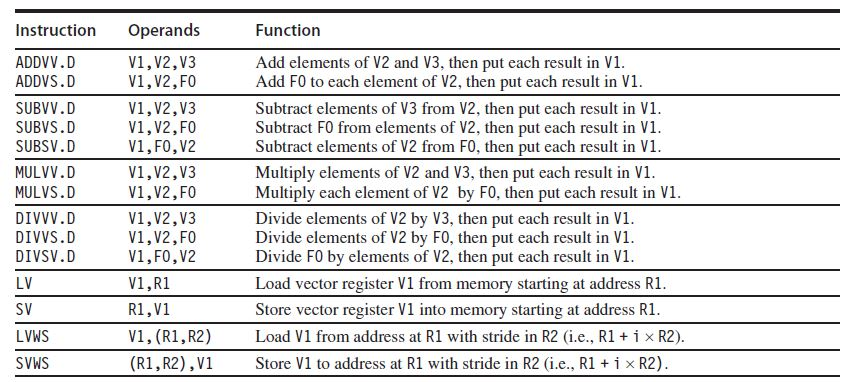 Instruction Operands Function
ADDVV.D V1,V2,V3 Add elements of V2 and V3, then put each result in V1.
ADDVS.D V1,V2,F0 Add F0 to each element of V2, then put each result in V1.
SUBVV.D V1,V2,V3 Subtract elements of V3 from V2, then put each result in V1.
SUBVS.D V1,V2,F0 Subtract F0 from elements of V2, then put each result in V1.
SUBSV.D V1,F0,V2 Subtract elements of V2 from F0, then put each result in V1.
MULVV.D V1,V2,V3 Multiply elements of V2 and V3, then put each result in V1.
MULVS.D V1,V2,F0 Multiply each element of V2 by F0, then put each result in V1.
DIVVV.D V1,V2,V3 Divide elements of V2 by V3, then put each result in V1.
DIVVS.D V1,V2,F0 Divide elements of V2 by F0, then put each result in V1.
DIVSV.D V1,F0,V2 Divide F0 by elements of V2, then put each result in V1.
LV V1,R1 Load vector register V1 from memory starting at address R1.
SV R1,V1 Store vector register V1 into memory starting at address R1.
LVWS V1,(R1,R2) Load V1 from address at R1 with stride in R2 (i.e., R1 + i × R2).
SVWS (R1,R2),V1 Store V1 to address at R1 with stride in R2 (i.e., R1 + i × R2).